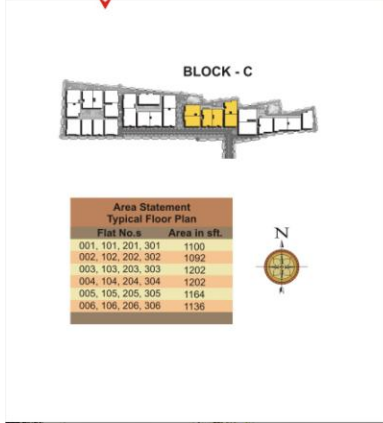 BLOCK - C
Area Statement
Typical Floor Plan
Flat No.s Area in sft.
001, 101, 201, 301 1100
002, 102, 202, 302 1092
003, 103, 203, 303 1202
004, 104, 204, 304 1202
005, 105, 205, 305 1164
006, 106, 206, 306 1136
N